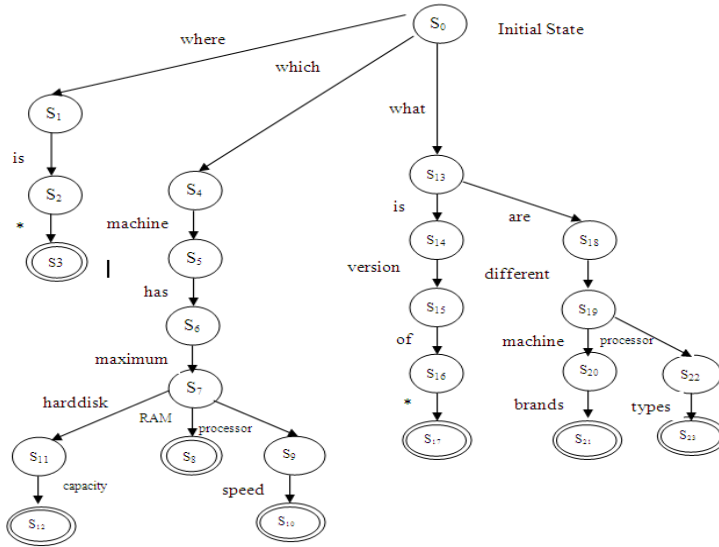 S0 Initial State
where
which
what
S1
is
S2
*
S3
S4
machine
S5
has
S6
maximum
S7
harddisk
RAM
processor
S11
S8
S9
capacity
speed
S12
S10
S13
is
are
S14
S18
version
different
S15
S19
of
machine
processor
S16
S20
S22
*
brands
types
S17
S21
S23